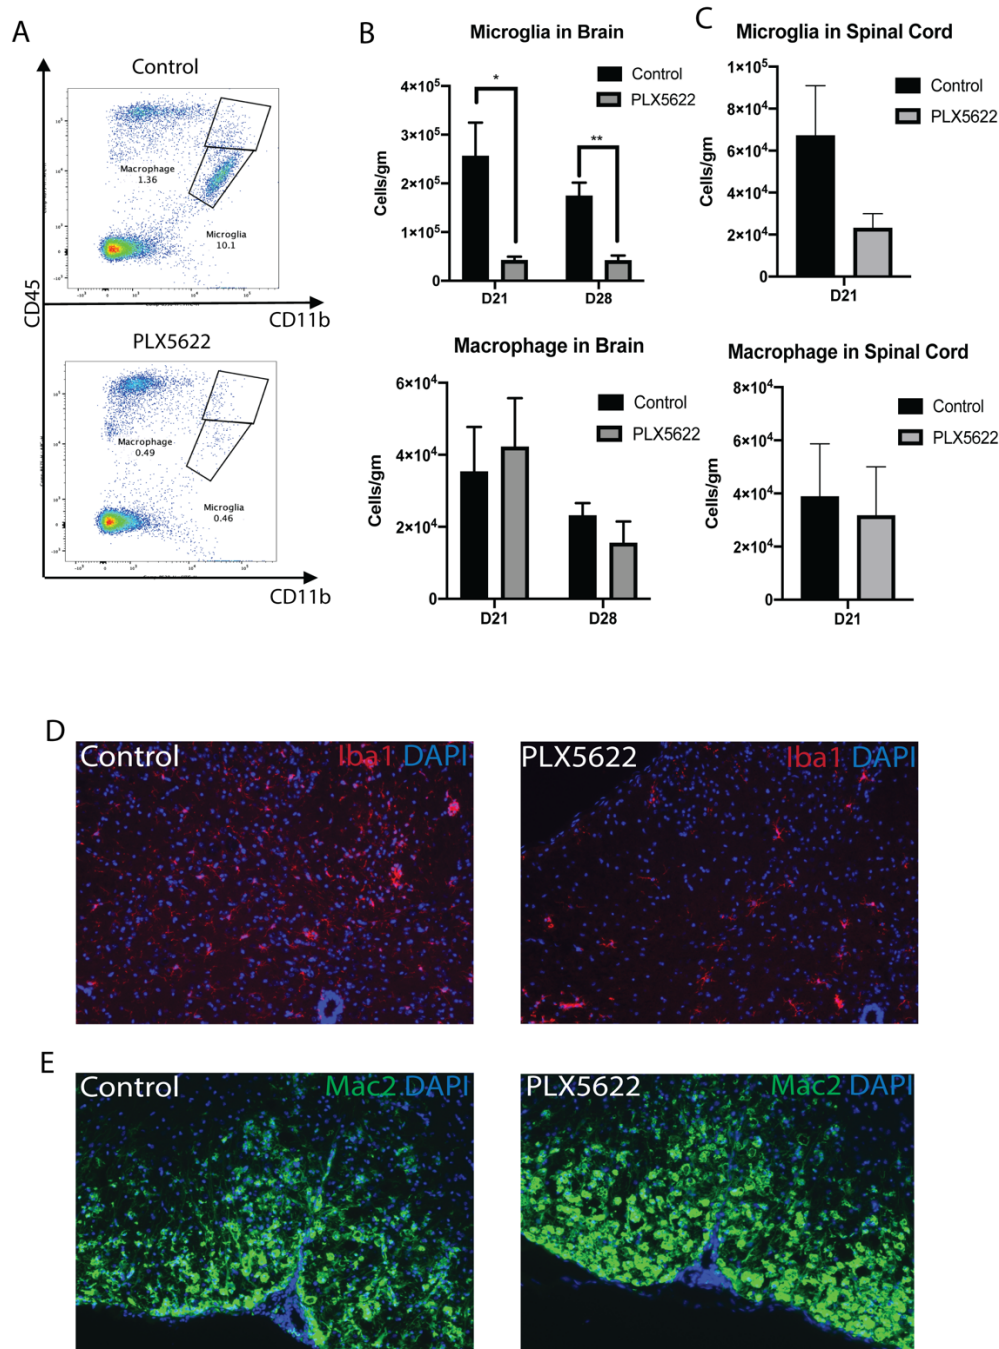 A
Control
Macrophage
1.36
Microglia
10.1
CD45
CD11b
PLX5622
Macrophage
0.49
Microglia
0.46
CD11b
B
Microglia in Brain
Control
PLX5622
*
**
Cells/gm
4×10⁵
3×10⁵
2×10⁵
1×10⁵
0
D21
D28
Macrophage in Brain
Control
PLX5622
Cells/gm
6×10⁴
4×10⁴
2×10⁴
0
D21
D28
C
Microglia in Spinal Cord
Control
PLX5622
Cells/gm
1×10⁵
8×10⁴
6×10⁴
4×10⁴
2×10⁴
0
D21
Macrophage in Spinal Cord
Control
PLX5622
Cells/gm
8×10⁴
6×10⁴
4×10⁴
2×10⁴
0
D21
D
Control
Iba1 DAPI
PLX5622
Iba1 DAPI
E
Control
Mac2 DAPI
PLX5622
Mac2 DAPI